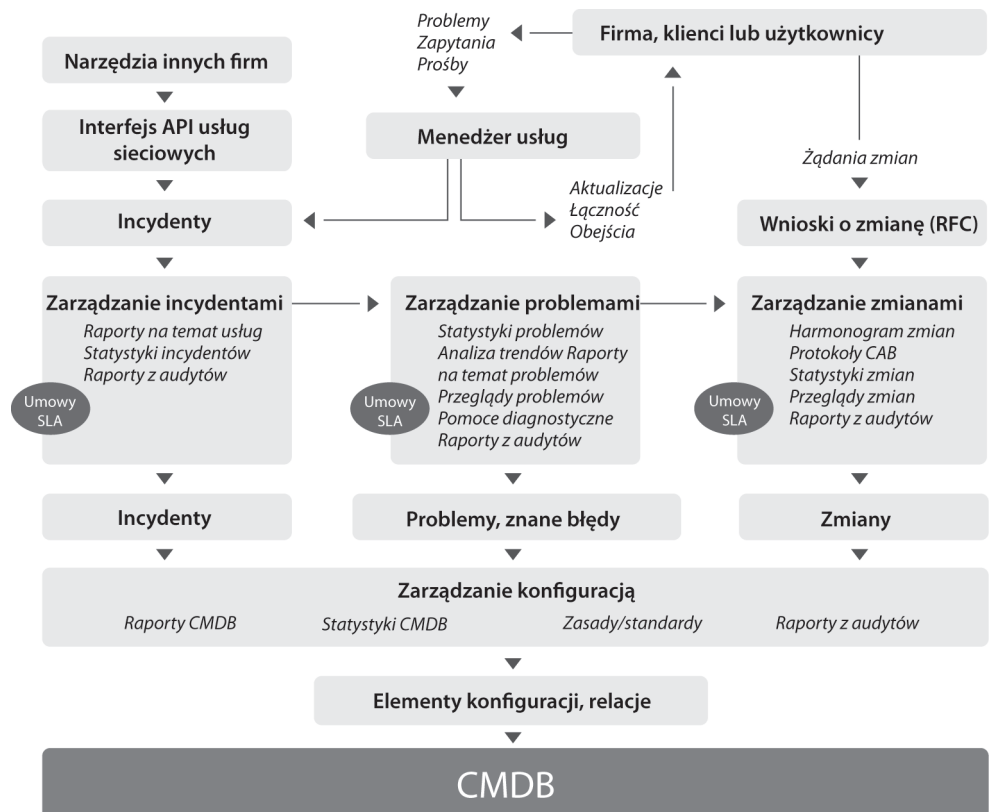 Problemy
Zapytania
Prośby
Firma, klienci lub użytkownicy
Narzędzia innych firm
Interfejs API usług
sieciowych
Menedżer usług
Żądania zmian
Aktualizacje
Łączność
Obejścia
Incydenty
Wnioski o zmianę (RFC)
Zarządzanie incydentami
Raporty na temat usług
Statystyki incydentów
Raporty z audytów
Umowy
SLA
Zarządzanie problemami
Statystyki problemów
Analiza trendów Raporty
na temat problemów
Przeglądy problemów
Pomoce diagnostyczne
Raporty z audytów
Umowy
SLA
Zarządzanie zmianami
Harmonogram zmian
Protokoły CAB
Statystyki zmian
Przeglądy zmian
Raporty z audytów
Umowy
SLA
Incydenty
Problemy, znane błędy
Zmiany
Zarządzanie konfiguracją
Raporty CMDB
Statystyki CMDB
Zasady/standardy
Raporty z audytów
Elementy konfiguracji, relacje
CMDB